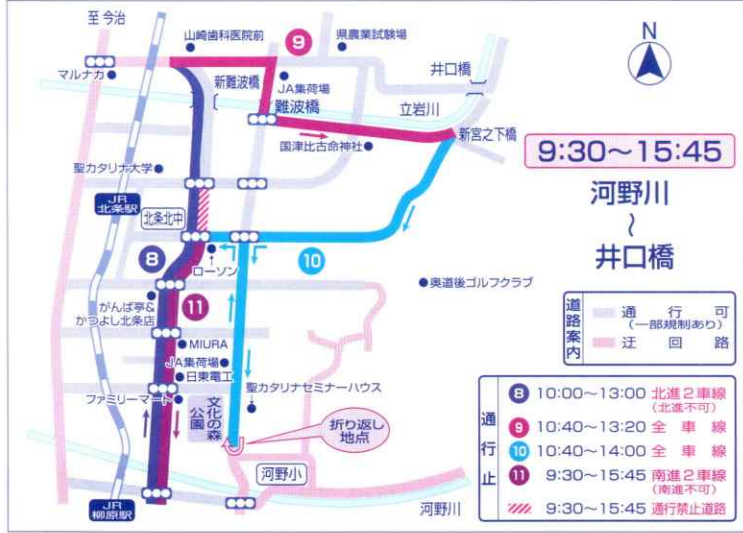 至 今治
山崎歯科医院前
9
県農業試験場
N
マルナカ
新難波橋
JA集荷場
難波橋
井口橋
立岩川
新宮之下橋
国津比古命神社
9:30〜15:45
河野川
〜
井口橋
聖カタリナ大学
JR
北条駅
北条北中
8
ローソン
10
奥道後ゴルフクラブ
がんば亭&
かつよし北条店
11
MIURA
JA集荷場
日東電工
ファミリーマート
文化の森
公園
聖カタリナセミナーハウス
折り返し
地点
河野小
JR
柳原駅
河野川
道路案内
通行可
(一部規制あり)
迂回路
通行止
8 10:00〜13:00 北進2車線
(北進不可)
9 10:40〜13:20 全車線
10 10:40〜14:00 全車線
11 9:30〜15:45 南進2車線
(南進不可)
9:30〜15:45 通行禁止道路